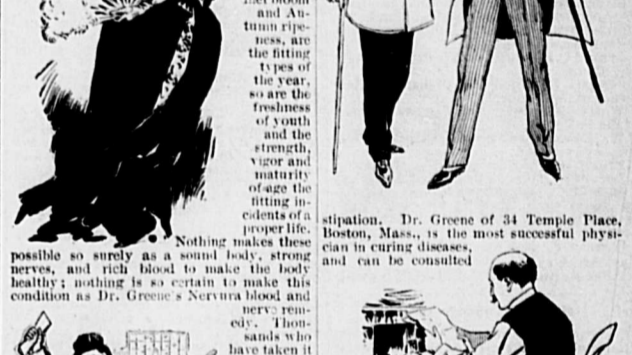 and Au-
tumn ripe-
ness, are
the fitting
types of
the year,
so are the
freshness
of youth
and the
strength,
vigor and
maturity
of age the
fitting in-
cidents of a
proper life.
Nothing makes these
possible so surely as a sound body, strong
nerves, and rich blood to make the body
healthy; nothing is so certain to make this
condition as Dr. Greene's Nervura blood and
nerve rem-
edy. Thou-
sands who
have taken it
stipation. Dr. Greene of 34 Temple Place,
Boston, Mass., is the most successful physi-
cian in curing diseases,
and can be consulted